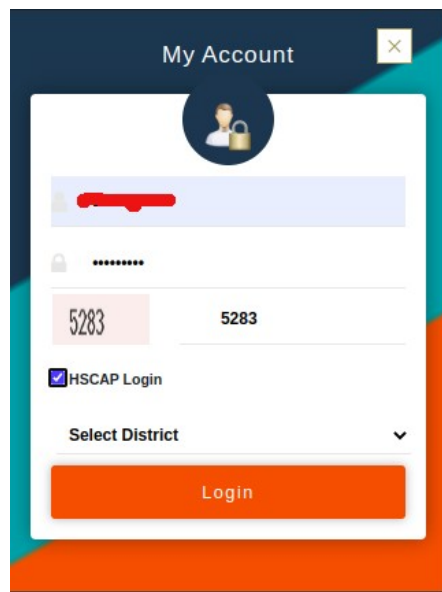 My Account
•••••••••
5283 5283
HSCAP Login
Select District
Login